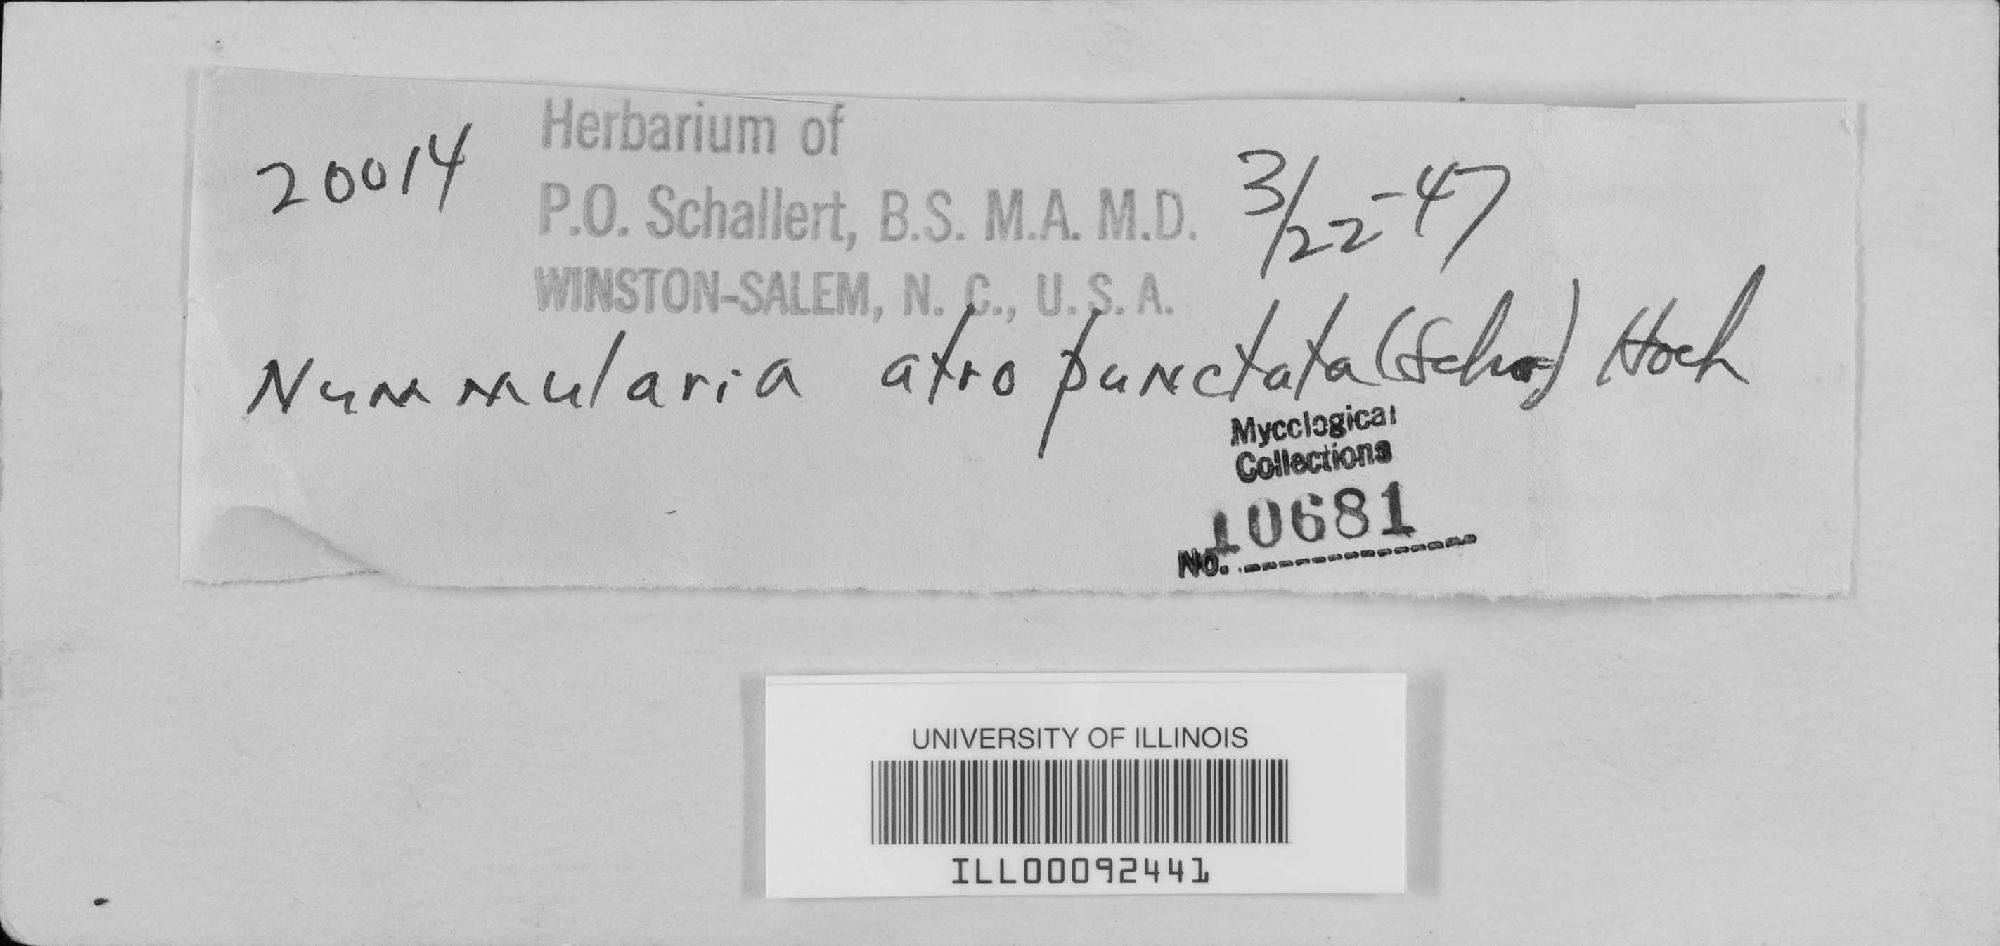 Herbarium of
20014
P.O. Schallert, B.S. M.A. M.D.
3/22-47
WINSTON-SALEM, N. C., U.S.A.
Nummularia atropunctata (Schw) Hoch
Mycological
Collections
No. 10681
UNIVERSITY OF ILLINOIS
ILL00092441